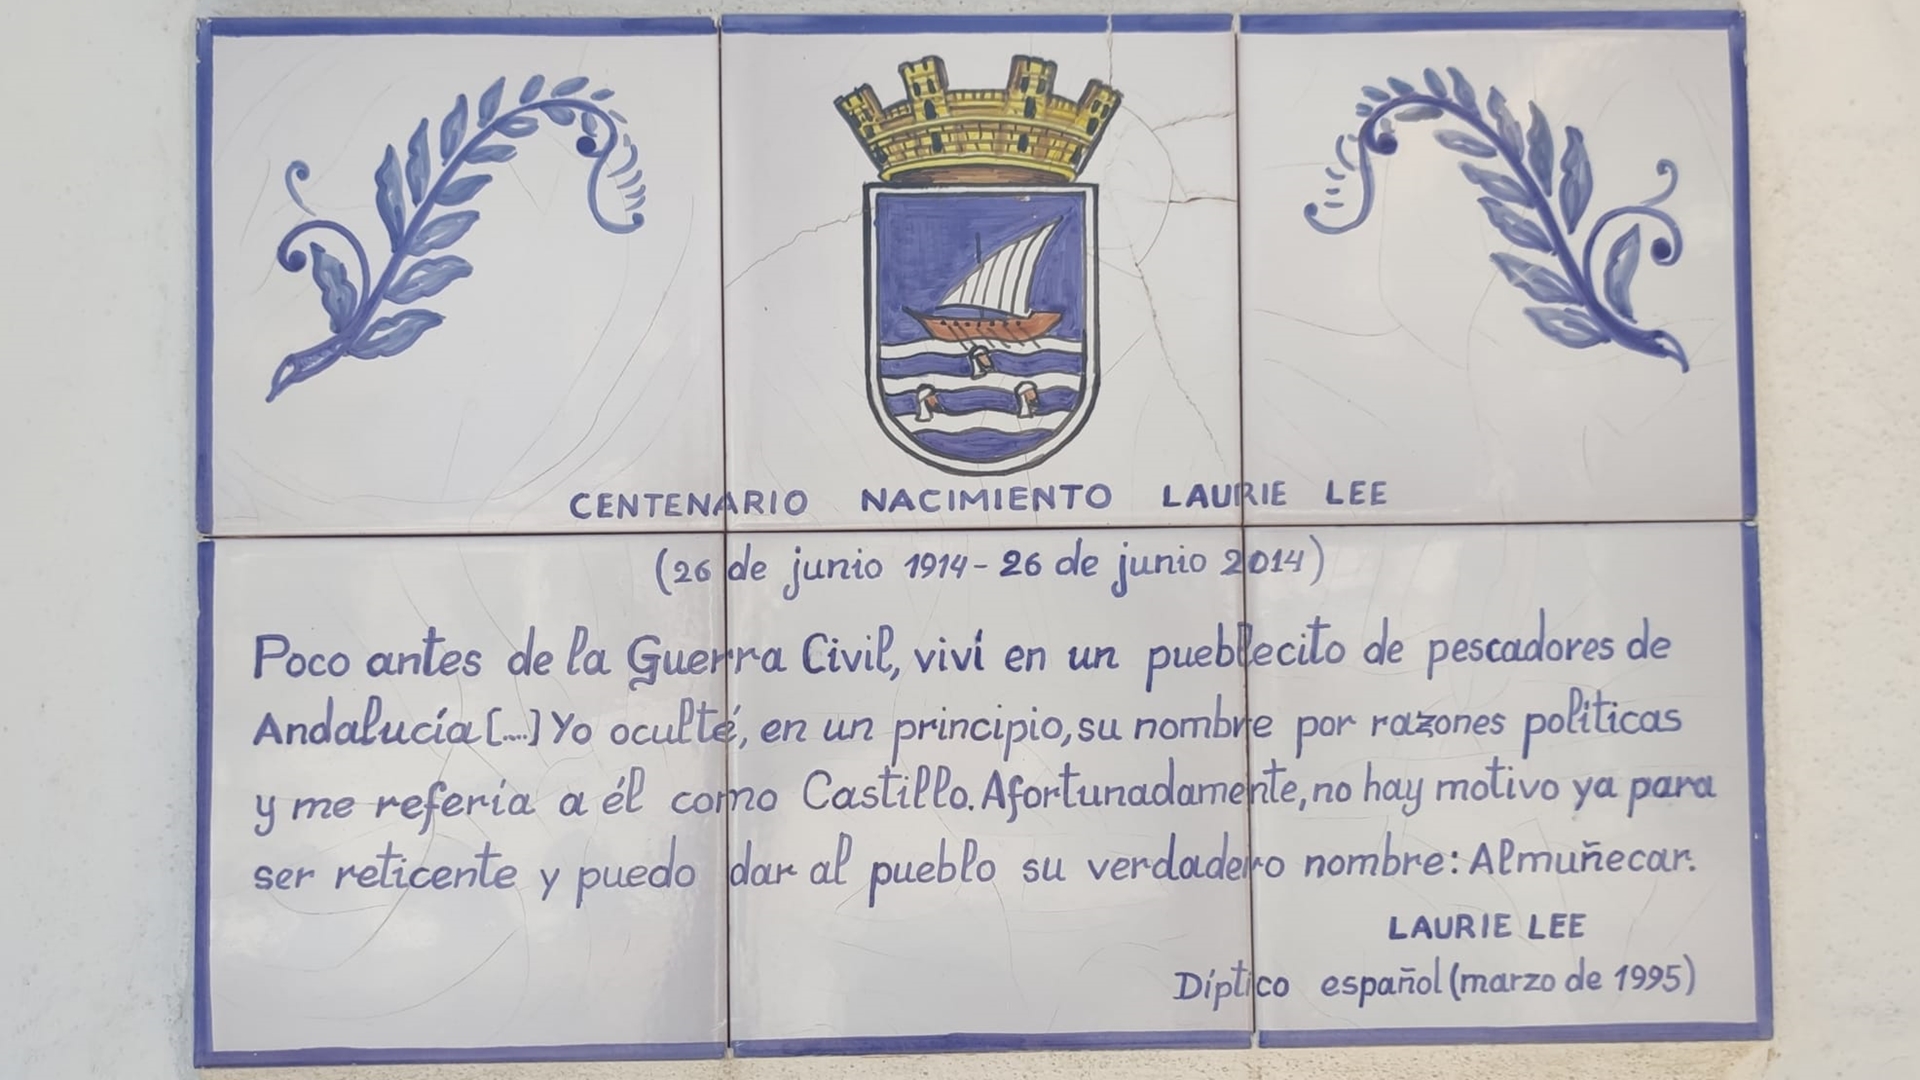 CENTENARIO NACIMIENTO LAURIE LEE
(26 de junio 1914-26 de junio 2014)
Poco antes de la Guerra Civil, viví en un pueblecito de pescadores de
Andalucía [....] Yo oculté, en un principio, su nombre por razones políticas
y me refería a él como Castillo. Afortunadamente, no hay motivo ya para
ser reticente y puedo dar al pueblo su verdadero nombre: Almuñecar.
LAURIE LEE
Díptico español (marzo de 1995)